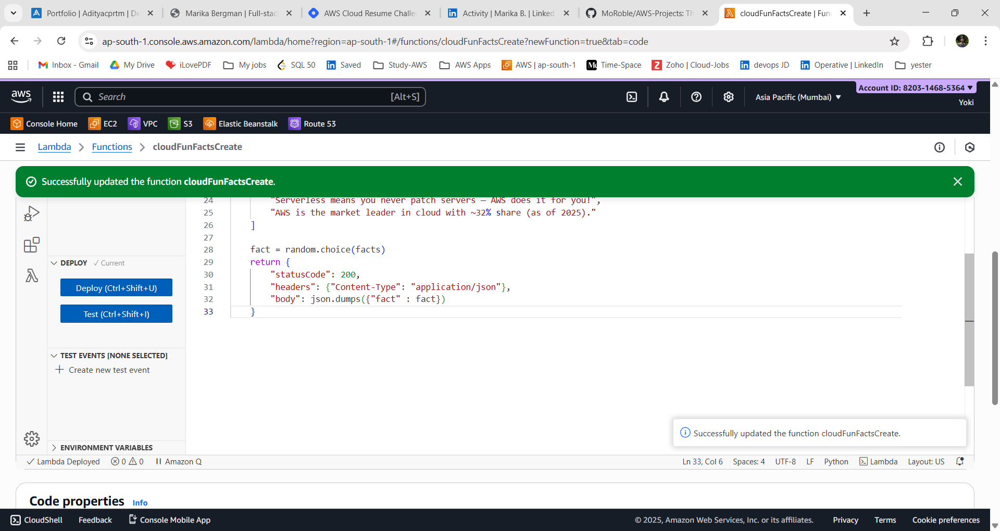 Portfolio | Adityacprtm | De
Marika Bergman | Full-stac
AWS Cloud Resume Challe
Activity | Marika B. | Linked
MoRoble/AWS-Projects: Th
cloudFunFactsCreate | Func
ap-south-1.console.aws.amazon.com/lambda/home?region=ap-south-1#/functions/cloudFunFactsCreate?newFunction=true&tab=code
Inbox - Gmail
My Drive
iLovePDF
My jobs
SQL 50
Saved
Study-AWS
AWS Apps
AWS | ap-south-1
Time-Space
Zoho | Cloud-Jobs
devops JD
Operative | LinkedIn
yester
aws
Search
[Alt+S]
Asia Pacific (Mumbai)
Account ID: 8203-1468-5364
Yoki
Console Home
EC2
VPC
S3
Elastic Beanstalk
Route 53
Lambda
Functions
cloudFunFactsCreate
Successfully updated the function cloudFunFactsCreate.
24 "Serverless means you never patch servers — AWS does it for you!",
25 "AWS is the market leader in cloud with ~32% share (as of 2025)."
26 ]
27
28 fact = random.choice(facts)
29 return {
30 "statusCode": 200,
31 "headers": {"Content-Type": "application/json"},
32 "body": json.dumps({"fact" : fact})
33 }
DEPLOY ✓ Current
Deploy (Ctrl+Shift+U)
Test (Ctrl+Shift+I)
TEST EVENTS [NONE SELECTED]
Create new test event
ENVIRONMENT VARIABLES
Successfully updated the function cloudFunFactsCreate.
Lambda Deployed
0
0
Amazon Q
Ln 33, Col 6
Spaces: 4
UTF-8
LF
Python
Lambda
Layout: US
Code properties
Info
CloudShell
Feedback
Console Mobile App
© 2025, Amazon Web Services, Inc. or its affiliates.
Privacy
Terms
Cookie preferences